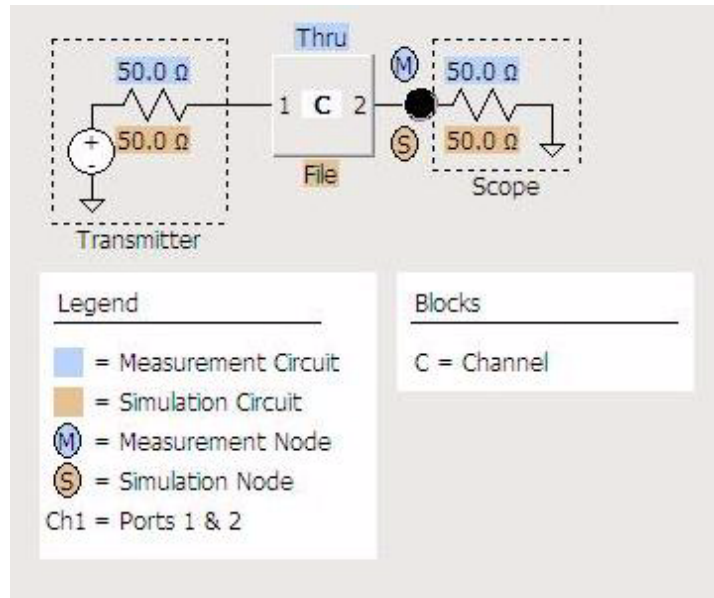 Thru
50.0 Ω
M
50.0 Ω
1 C 2
+
-
50.0 Ω
S
50.0 Ω
File
Scope
Transmitter
Legend
= Measurement Circuit
= Simulation Circuit
M = Measurement Node
S = Simulation Node
Ch1 = Ports 1 & 2
Blocks
C = Channel